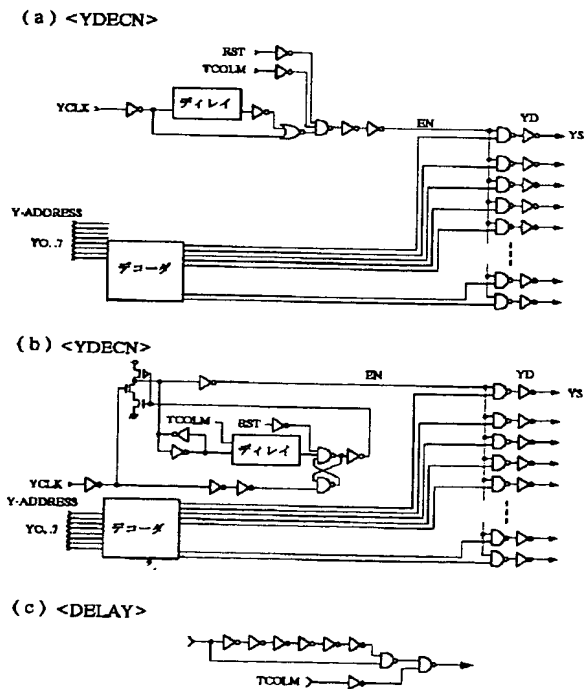 (a) <YDECN>
RST
TCOLM
YCLK
ディレイ
EN
YD
YS
Y-ADDRESS
Y0..7
デコーダ
(b) <YDECN>
EN
YD
YS
TCOLM
RST
ディレイ
YCLK
Y-ADDRESS
Y0..7
デコーダ
(c) <DELAY>
TCOLM